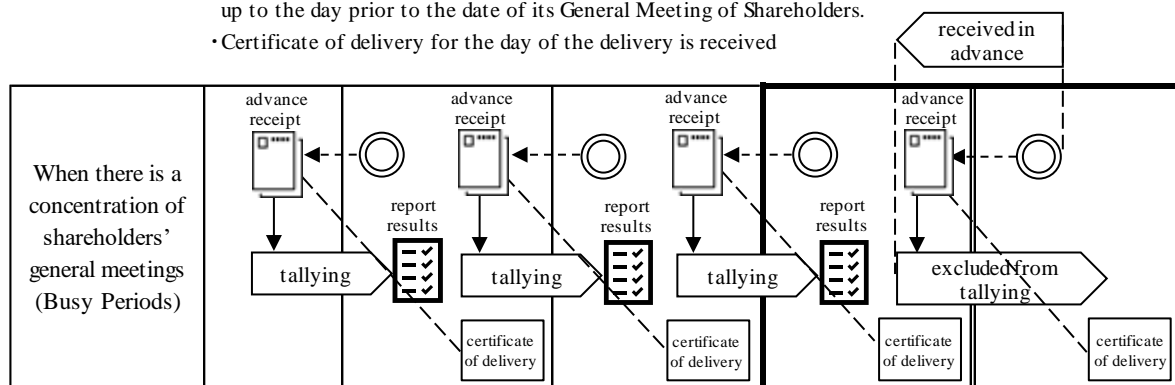 up to the day prior to the date of its General Meeting of Shareholders.
・Certificate of delivery for the day of the delivery is received
received in
advance
When there is a
concentration of
shareholders’
general meetings
(Busy Periods)
advance
receipt
tallying
report
results
certificate
of delivery
advance
receipt
tallying
report
results
certificate
of delivery
advance
receipt
tallying
report
results
certificate
of delivery
advance
receipt
excluded from
tallying
certificate
of delivery